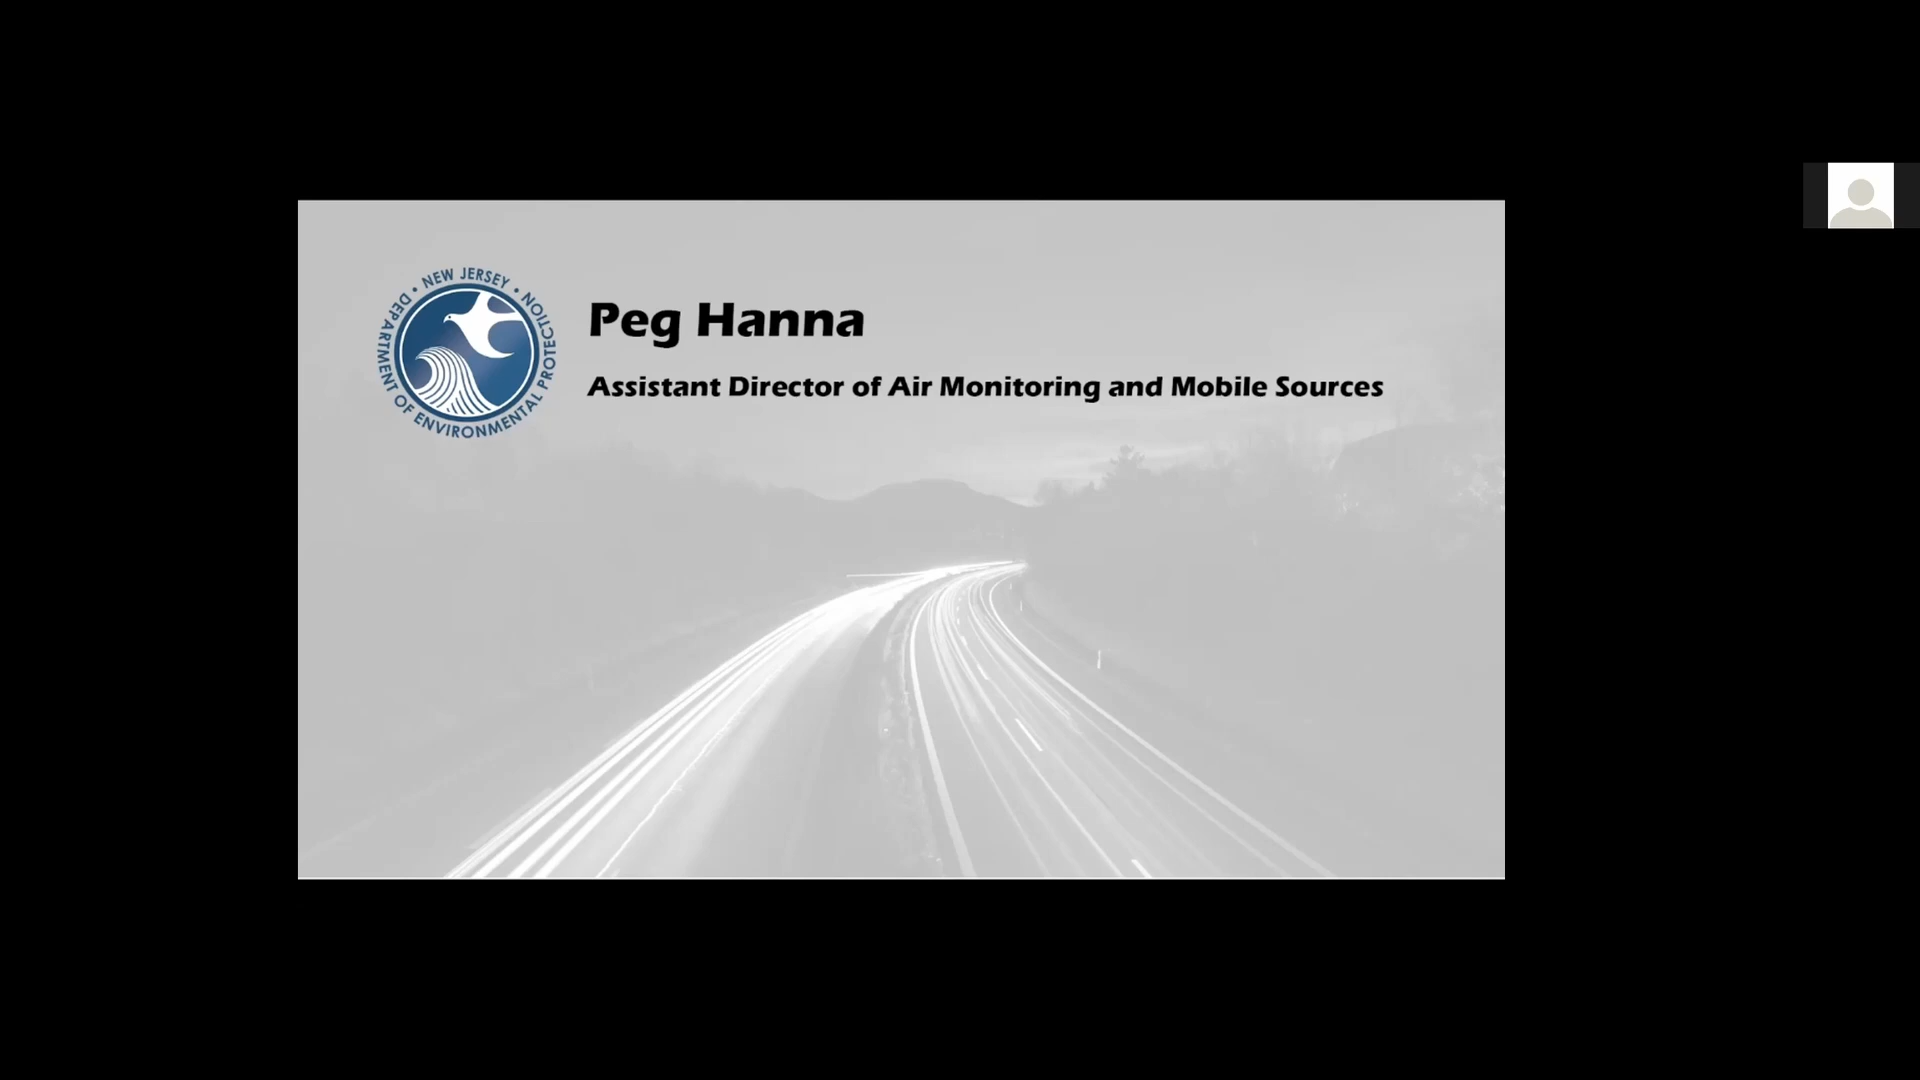 • NEW JERSEY •
DEPARTMENT OF ENVIRONMENTAL PROTECTION
Peg Hanna
Assistant Director of Air Monitoring and Mobile Sources